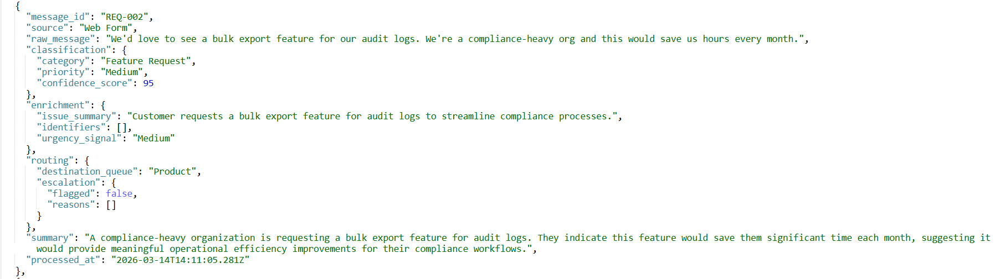 {
"message_id": "REQ-002",
"source": "Web Form",
"raw_message": "We'd love to see a bulk export feature for our audit logs. We're a compliance-heavy org and this would save us hours every month.",
"classification": {
"category": "Feature Request",
"priority": "Medium",
"confidence_score": 95
},
"enrichment": {
"issue_summary": "Customer requests a bulk export feature for audit logs to streamline compliance processes.",
"identifiers": [],
"urgency_signal": "Medium"
},
"routing": {
"destination_queue": "Product",
"escalation": {
"flagged": false,
"reasons": []
}
},
"summary": "A compliance-heavy organization is requesting a bulk export feature for audit logs. They indicate this feature would save them significant time each month, suggesting it
would provide meaningful operational efficiency improvements for their compliance workflows.",
"processed_at": "2026-03-14T14:11:05.281Z"
},